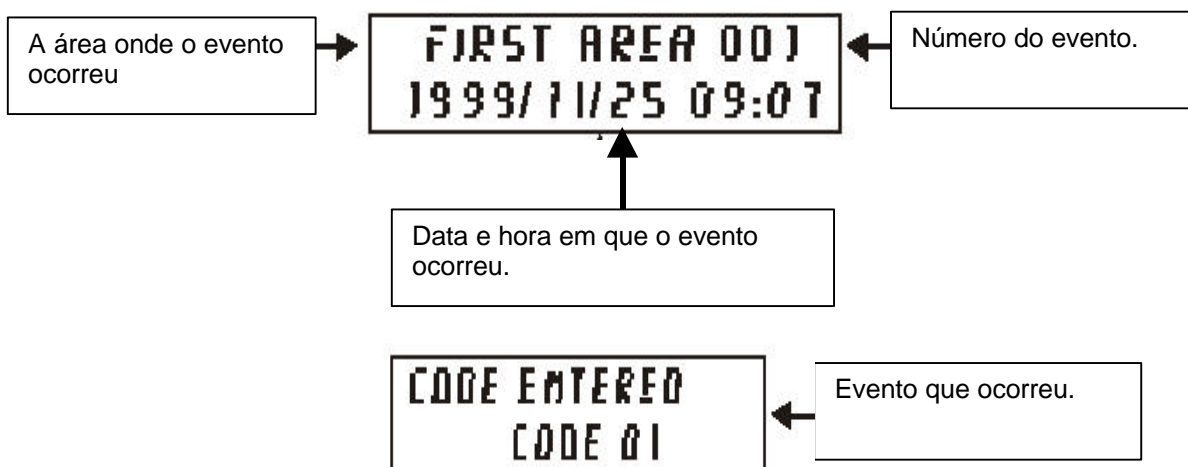 A área onde o evento
ocorreu
FIRST AREA 001
1999/11/25 09:07
Número do evento.
Data e hora em que o evento
ocorreu.
CODE ENTERED
CODE 01
Evento que ocorreu.